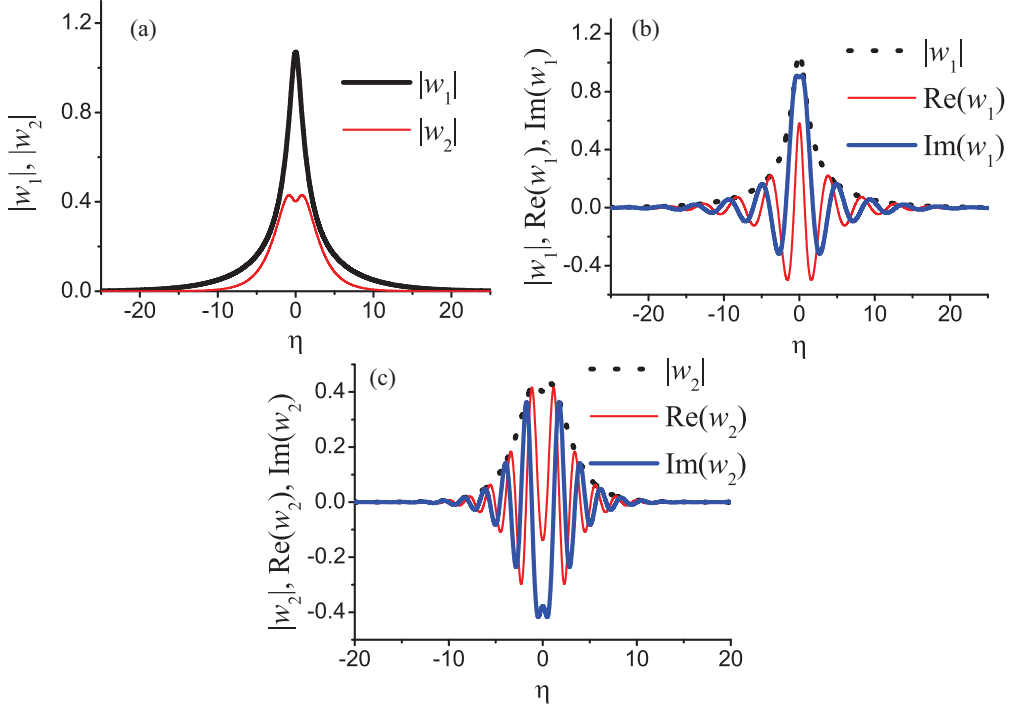 (a)
|w₁|
|w₂|
|w₁|, |w₂|
1.2
0.8
0.4
0.0
-20 -10 0 10 20
η
(b)
|w₁|
Re(w₁)
Im(w₁)
|w₁|, Re(w₁), Im(w₁)
1.2
0.8
0.4
0.0
-0.4
-20 -10 0 10 20
η
(c)
|w₂|
Re(w₂)
Im(w₂)
|w₂|, Re(w₂), Im(w₂)
0.4
0.2
0.0
-0.2
-0.4
-20 -10 0 10 20
η